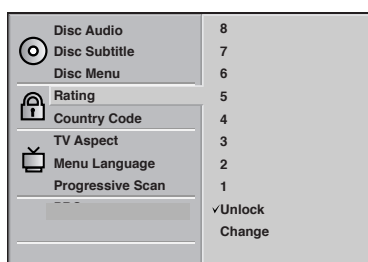 Disc Audio
Disc Subtitle
Disc Menu
Rating
Country Code
TV Aspect
Menu Language
Progressive Scan
8
7
6
5
4
3
2
1
✓Unlock
Change